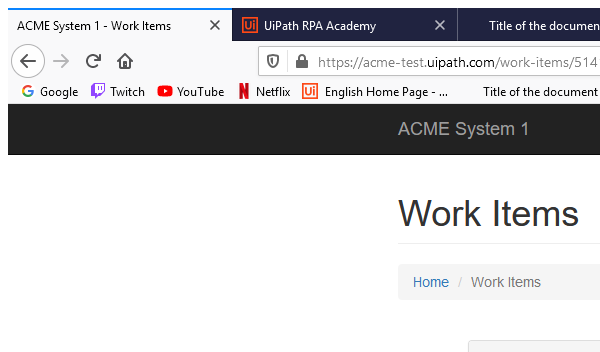 ACME System 1 - Work Items
Ui UiPath RPA Academy
Title of the documen
https://acme-test.uipath.com/work-items/514
Google Twitch YouTube Netflix Ui English Home Page - ... Title of the document
ACME System 1
Work Items
Home / Work Items